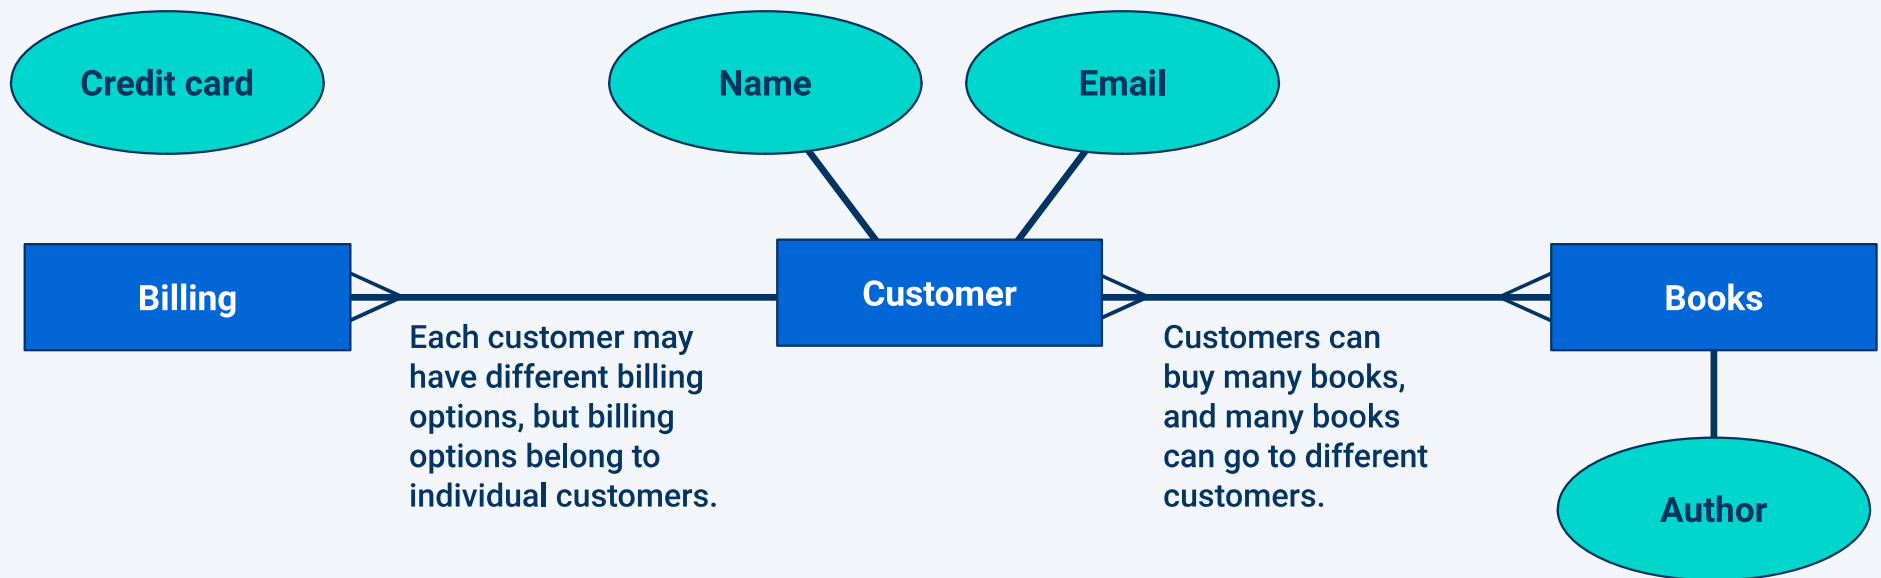 Credit card
Name
Email
Billing
Customer
Books
Each customer may
have different billing
options, but billing
options belong to
individual customers.
Customers can
buy many books,
and many books
can go to different
customers.
Author